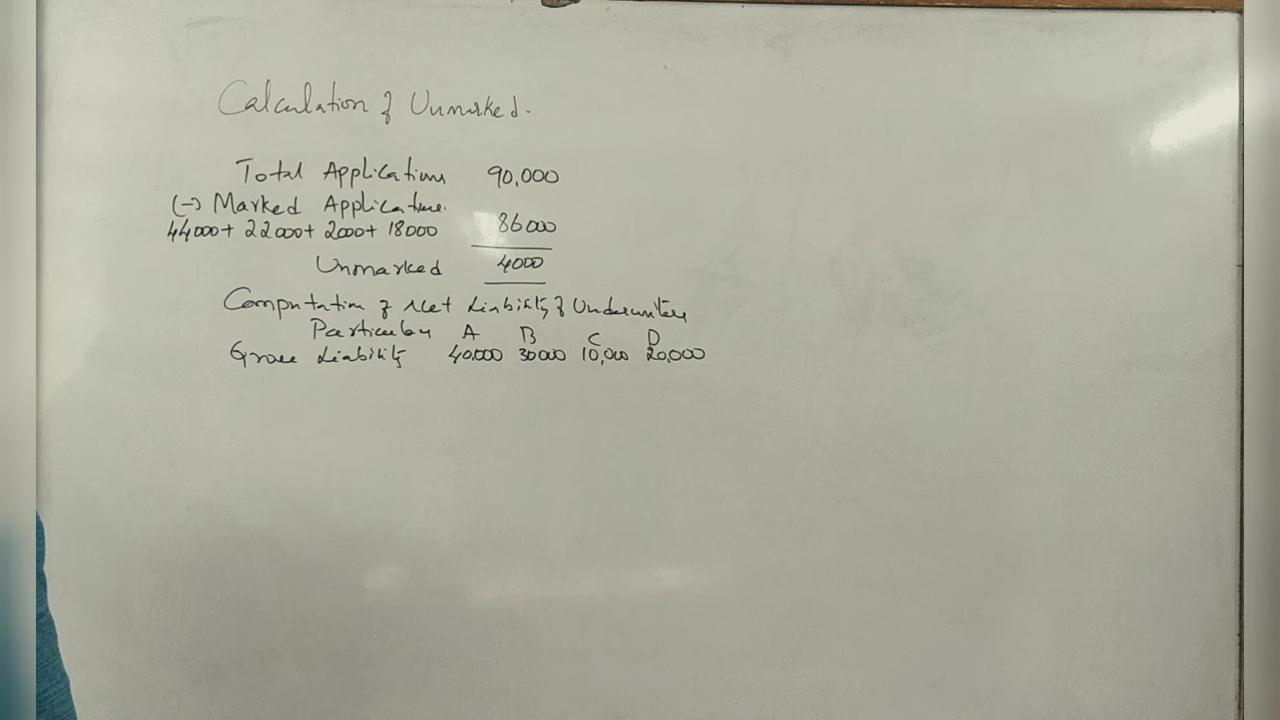 Calculation of Unmarked.
Total Applications 90,000
(-) Marked Applications.
44000+ 22000+ 2000+ 18000 86000
Unmarked 4000
Computation of Net Liability of Underwriters
Particulars A B C D
Gross Liability 40,000 30000 10,000 20,000